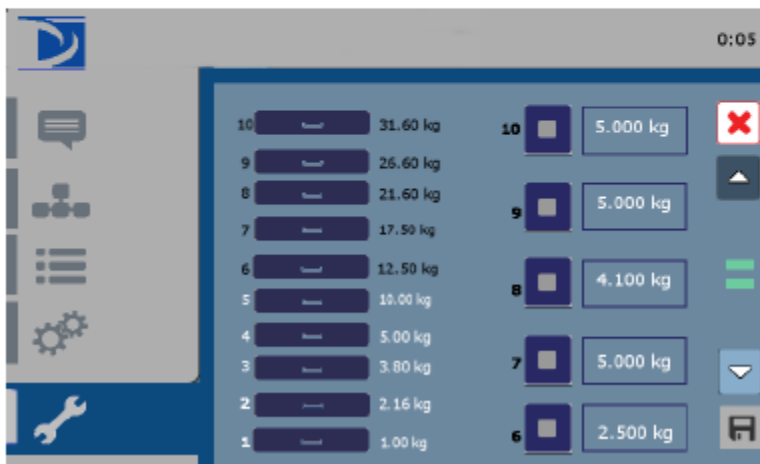 0:05
10 31.60 kg
9 26.60 kg
8 21.60 kg
7 17.50 kg
6 12.50 kg
5 10.00 kg
4 5.00 kg
3 3.80 kg
2 2.16 kg
1 1.00 kg
10 5.000 kg
9 5.000 kg
8 4.100 kg
7 5.000 kg
6 2.500 kg